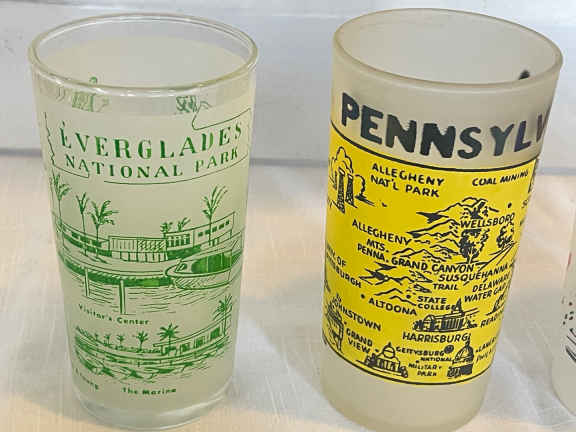 EVERGLADES
NATIONAL PARK
Visitor's Center
The Marina
PENNSYLV
ALLEGHENY
NAT'L PARK
COAL MINING
WELLSBORO
ALLEGHENY
MTS.
PENNA. GRAND CANYON
SUSQUEHANNA
TRAIL
DELAWARE
WATER GAP
ALTOONA
STATE
COLLEGE
HARRISBURG
GRAND
VIEW
GETTYSBURG
NATIONAL
MILITARY
PARK